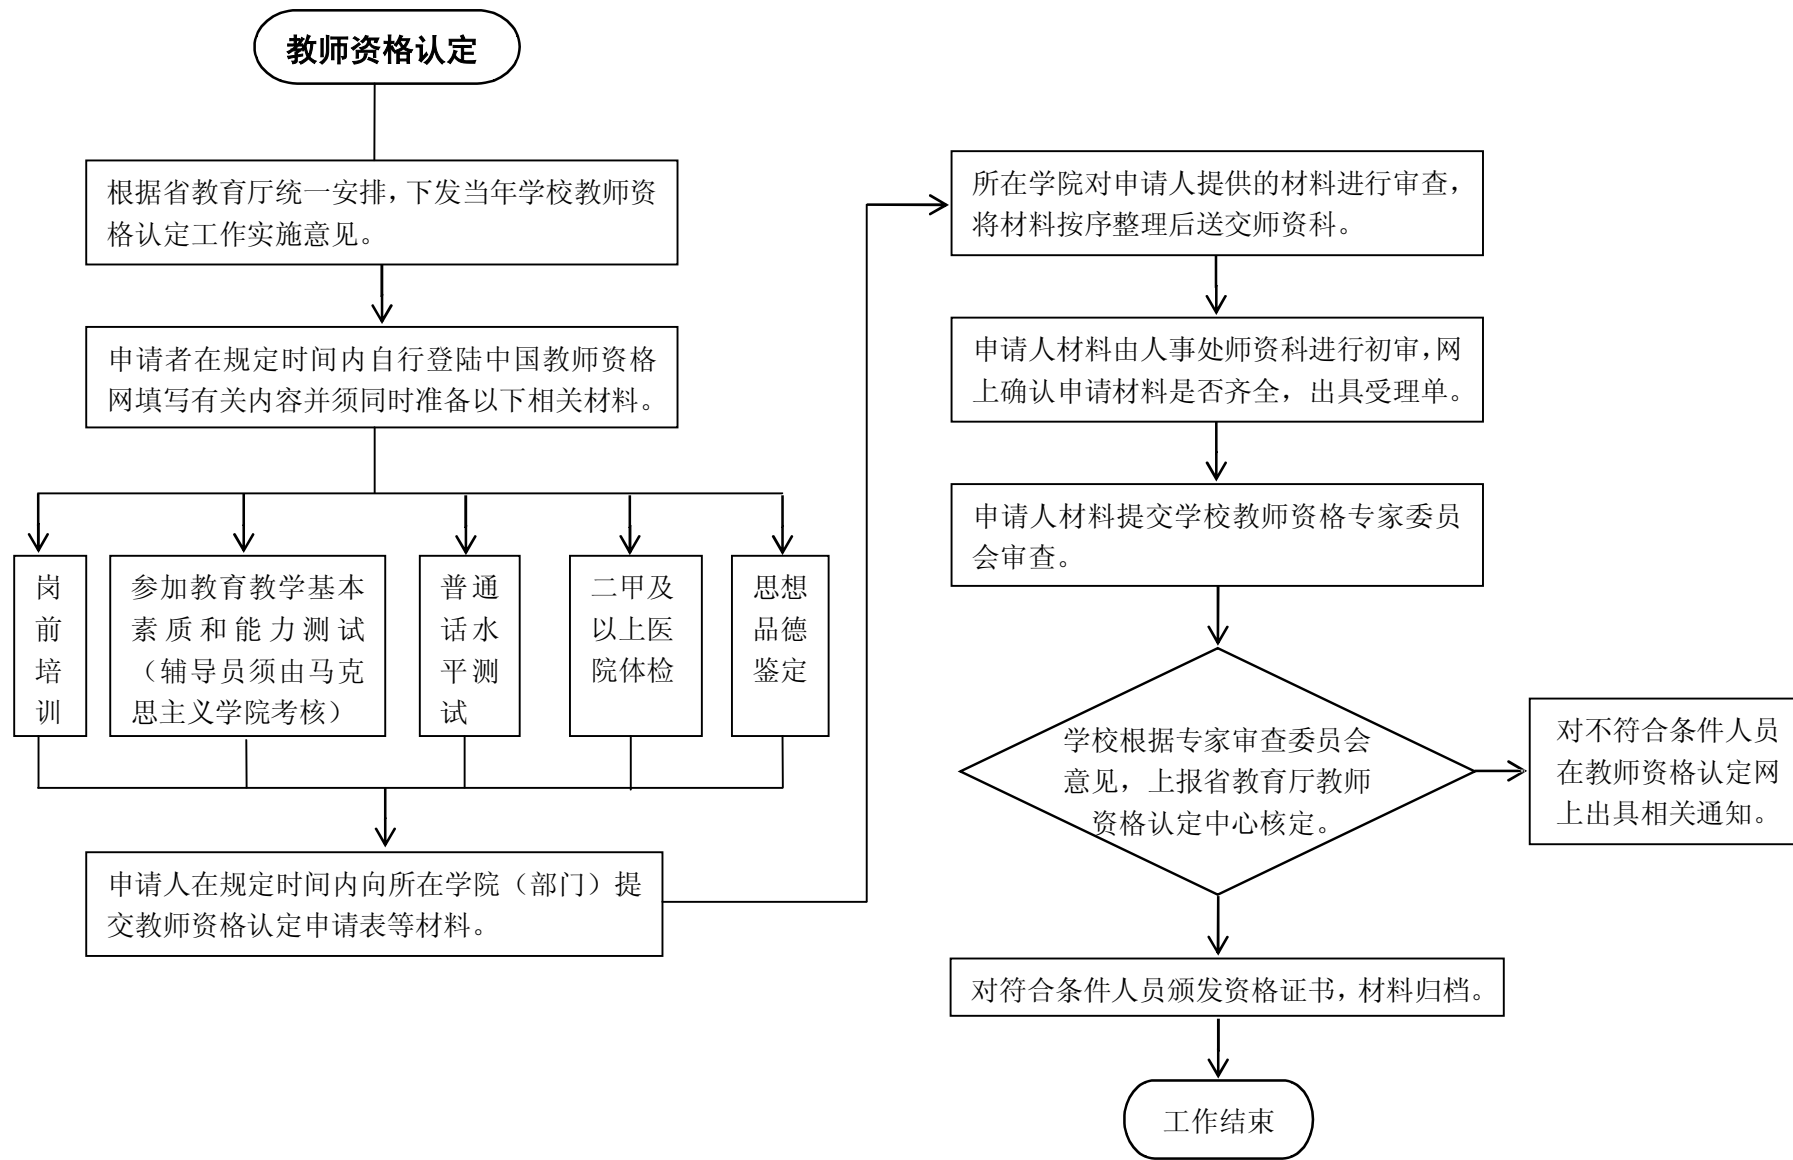 教师资格认定
根据省教育厅统一安排，下发当年学校教师资
格认定工作实施意见。
申请者在规定时间内自行登陆中国教师资格
网填写有关内容并须同时准备以下相关材料。
岗
前
培
训
参加教育教学基本
素质和能力测试
（辅导员须由马克
思主义学院考核）
普通
话水
平测
试
二甲及
以上医
院体检
思想
品德
鉴定
申请人在规定时间内向所在学院（部门）提
交教师资格认定申请表等材料。
所在学院对申请人提供的材料进行审查，
将材料按序整理后送交师资科。
申请人材料由人事处师资科进行初审，网
上确认申请材料是否齐全，出具受理单。
申请人材料提交学校教师资格专家委员
会审查。
学校根据专家审查委员会
意见，上报省教育厅教师
资格认定中心核定。
对不符合条件人员
在教师资格认定网
上出具相关通知。
对符合条件人员颁发资格证书，材料归档。
工作结束